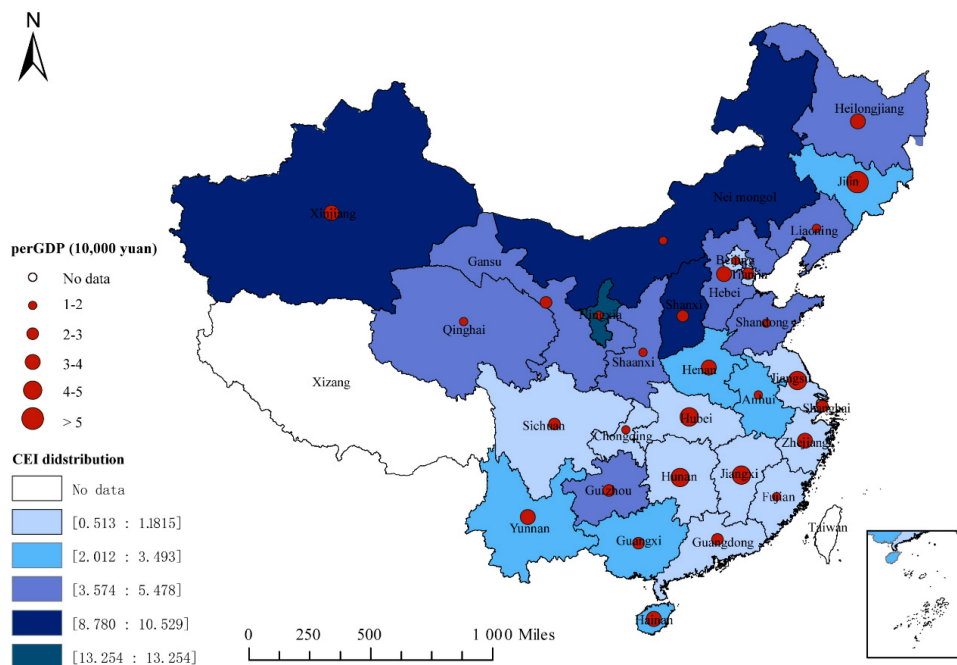 N
Heilongjiang
Jilin
Nei mongol
Xinjiang
Liaoning
perGDP (10,000 yuan)
Gansu
Beijing
Tianjin
No data
Hebei
1-2
Ningxia
Shanxi
Qinghai
Shandong
2-3
Shaanxi
3-4
Xizang
Henan
Jiangsu
4-5
Anhui
Shanghai
> 5
Hubei
Sichuan
Chongqing
Zhejiang
CEI didstribution
Hunan
Jiangxi
No data
Guizhou
Fujian
[0.513 : 1.1815]
Yunnan
Taiwan
Guangxi
Guangdong
[2.012 : 3.493]
[3.574 : 5.478]
Hainan
[8.780 : 10.529]
0 250 500 1 000 Miles
[13.254 : 13.254]